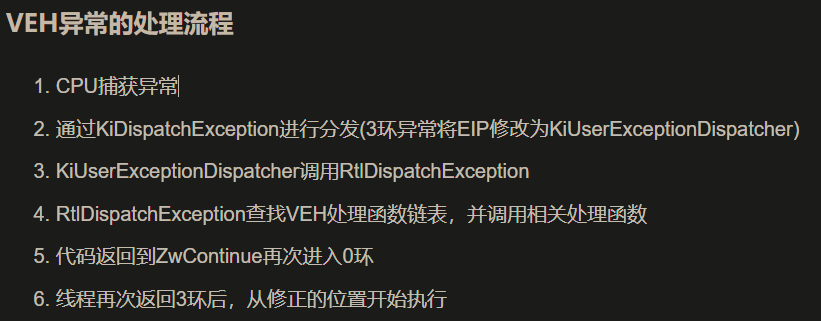 VEH异常的处理流程
1. CPU捕获异常
2. 通过KiDispatchException进行分发(3环异常将EIP修改为KiUserExceptionDispatcher)
3. KiUserExceptionDispatcher调用RtlDispatchException
4. RtlDispatchException查找VEH处理函数链表，并调用相关处理函数
5. 代码返回到ZwContinue再次进入0环
6. 线程再次返回3环后，从修正的位置开始执行